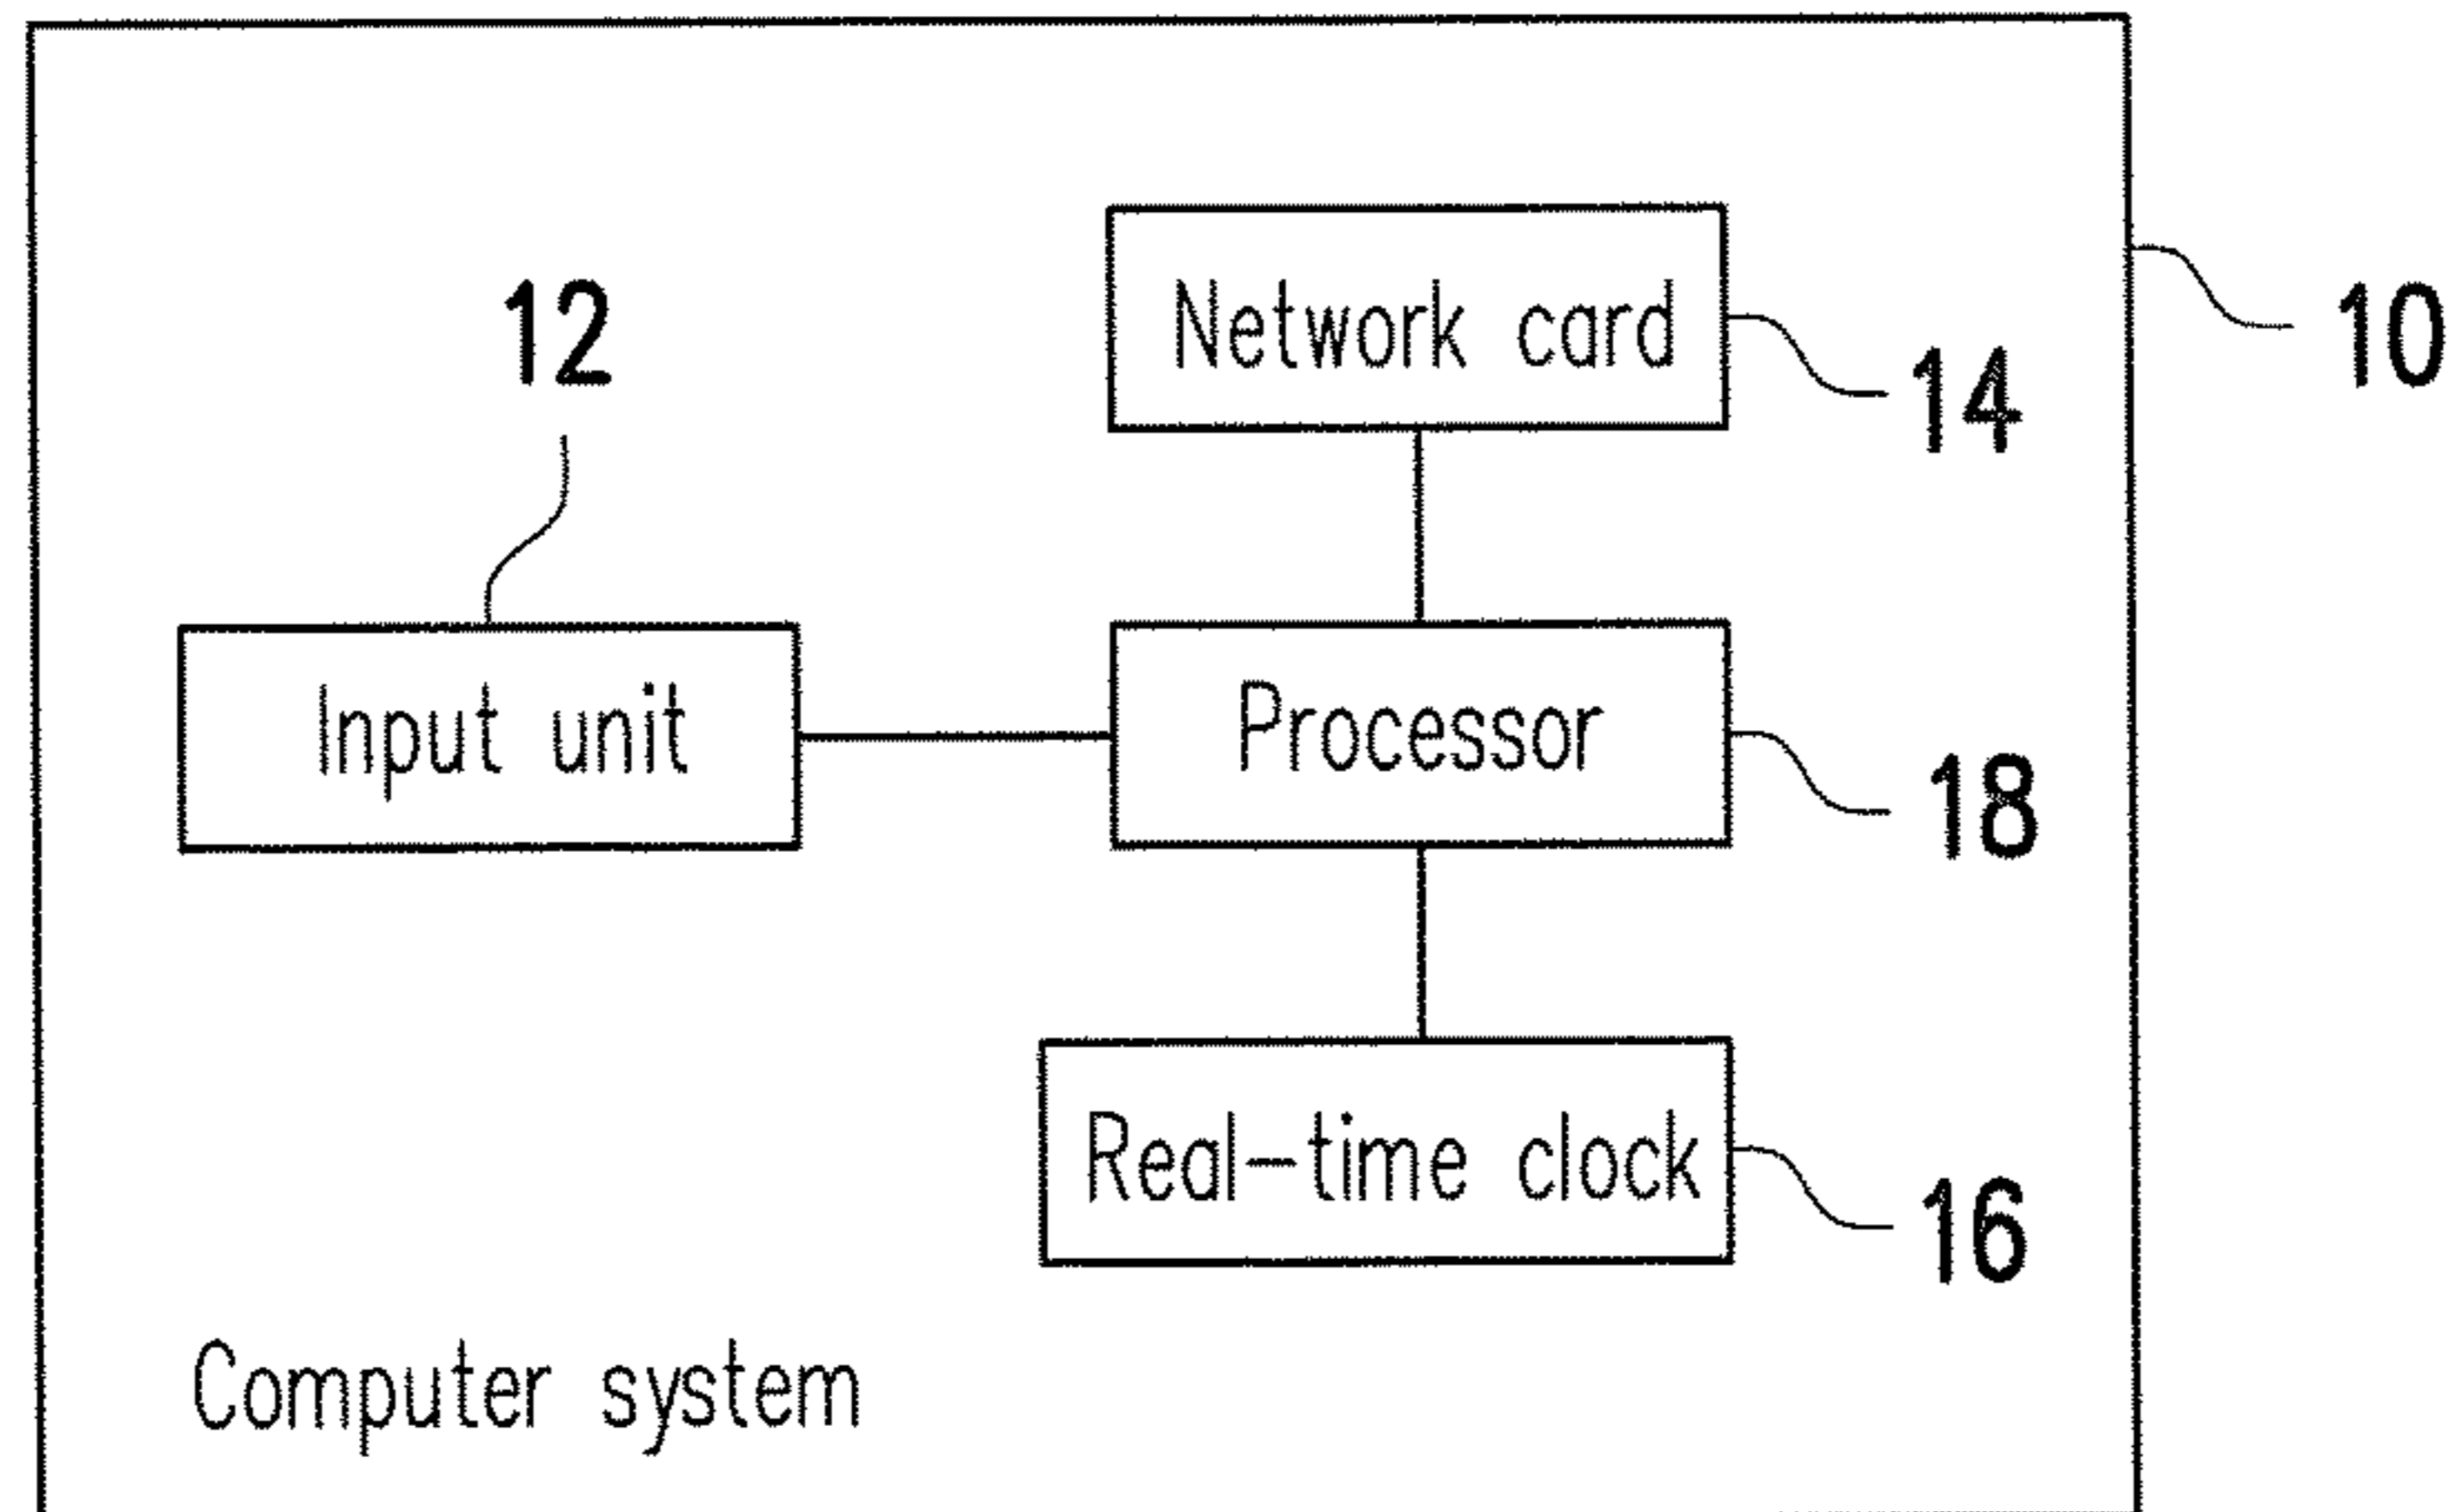 Network card
10
12
14
Input unit
Processor
18
Real-time clock
16
Computer system